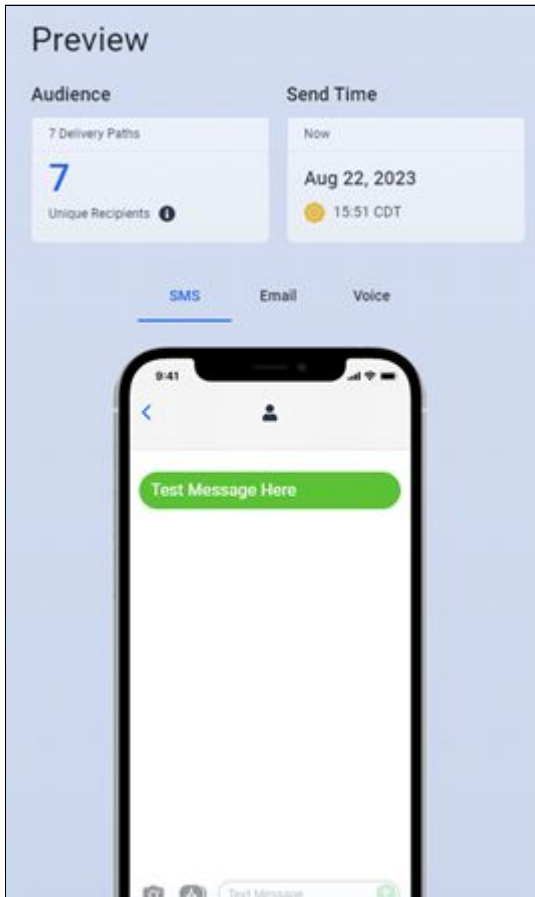 Preview
Audience
Send Time
7 Delivery Paths
Now
7
Aug 22, 2023
Unique Recipients
15:51 CDT
SMS
Email
Voice
9:41
Test Message Here
Text Message